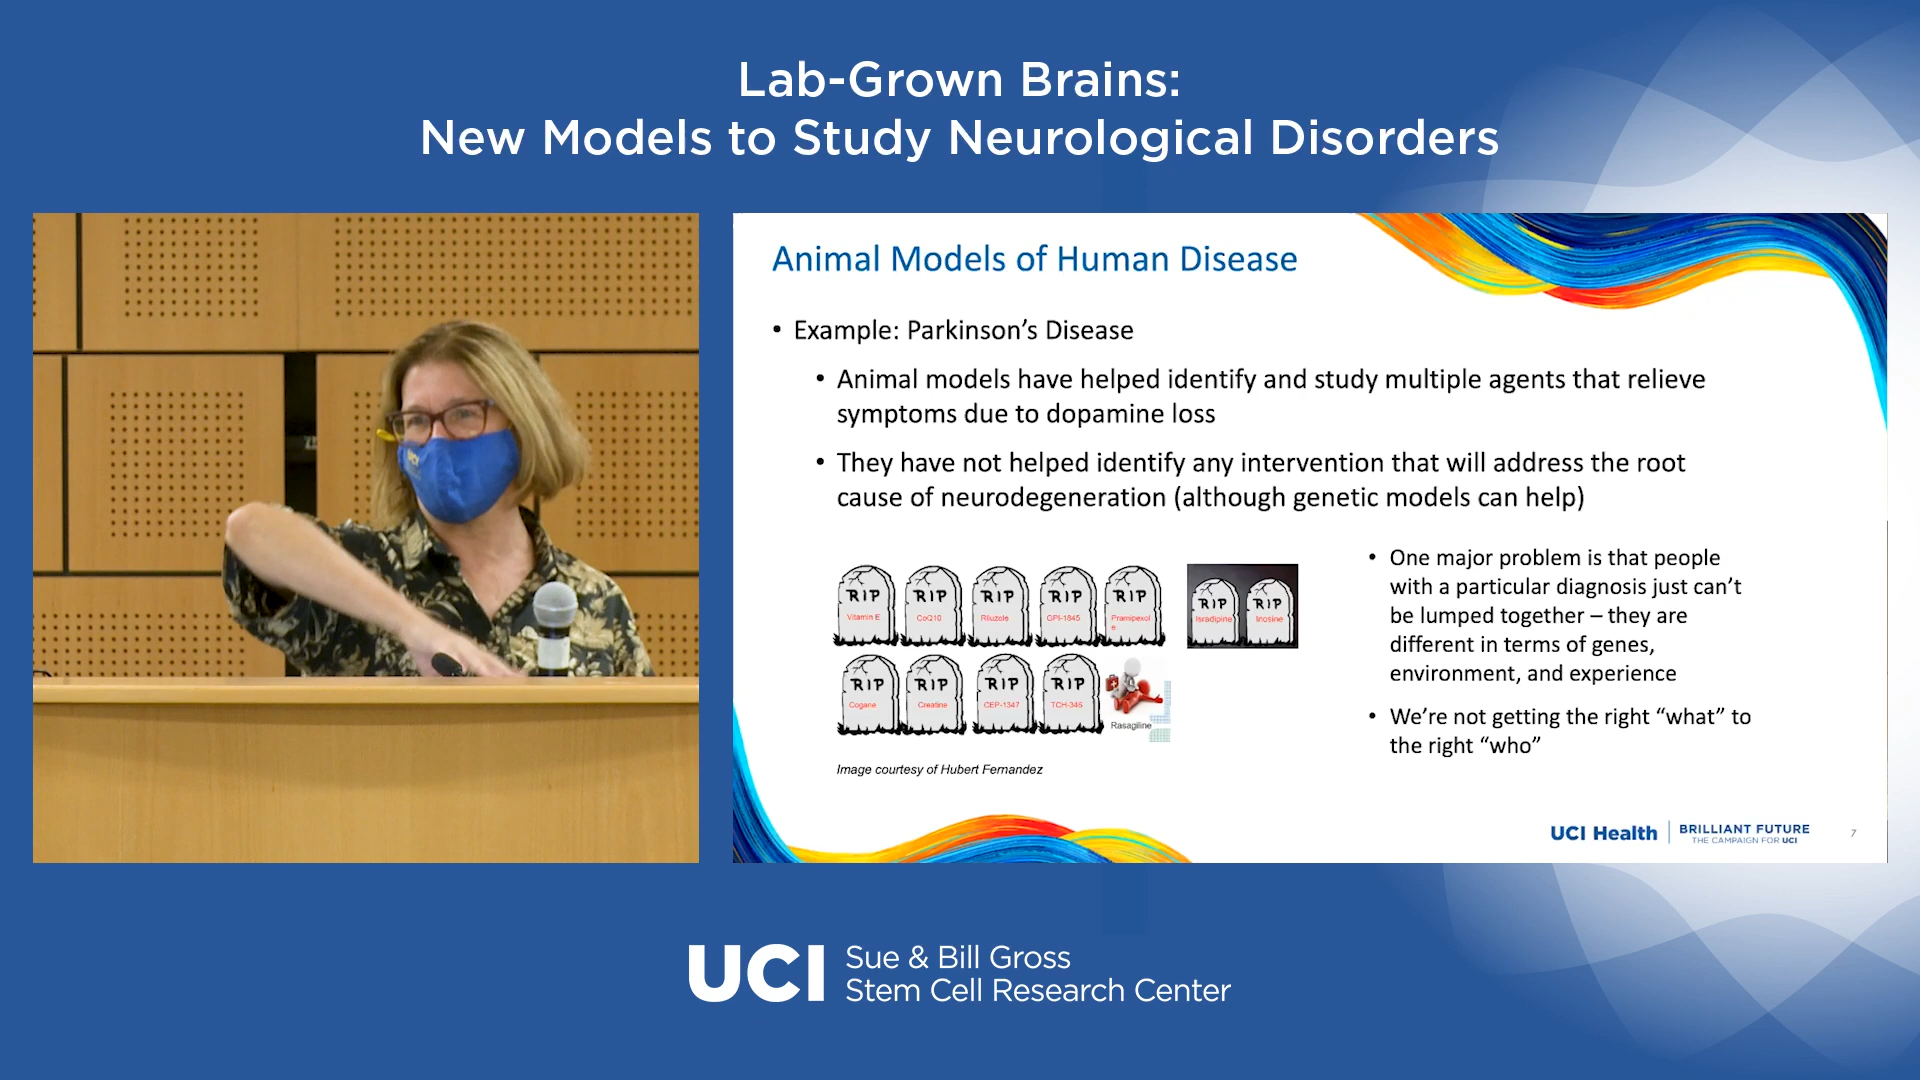 Lab-Grown Brains:
New Models to Study Neurological Disorders
UCI
Animal Models of Human Disease
• Example: Parkinson's Disease
• Animal models have helped identify and study multiple agents that relieve
symptoms due to dopamine loss
• They have not helped identify any intervention that will address the root
cause of neurodegeneration (although genetic models can help)
RIP RIP RIP RIP RIP
Vitamin E CoQ10 Riluzole GPI-1845 Pramipexol
e
RIP RIP
Isradipine Inosine
RIP RIP RIP RIP
Cogane Creatine CEP-1347 TCH-346
Rasagiline
Image courtesy of Hubert Fernandez
• One major problem is that people
with a particular diagnosis just can't
be lumped together – they are
different in terms of genes,
environment, and experience
• We're not getting the right “what” to
the right “who”
UCI Health
BRILLIANT FUTURE
THE CAMPAIGN FOR UCI
7
UCI
Sue & Bill Gross
Stem Cell Research Center